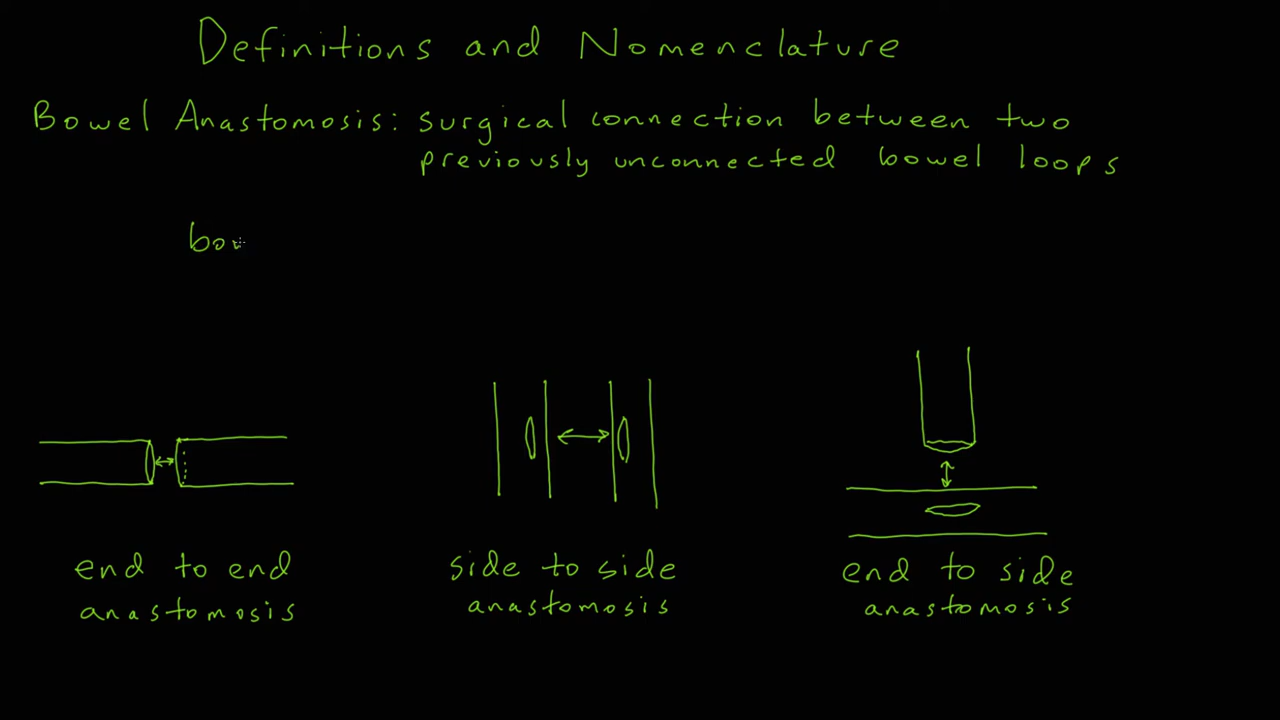 Definitions and Nomenclature
Bowel Anastomosis: surgical connection between two
previously unconnected bowel loops
bow
end to end
anastomosis
side to side
anastomosis
end to side
anastomosis